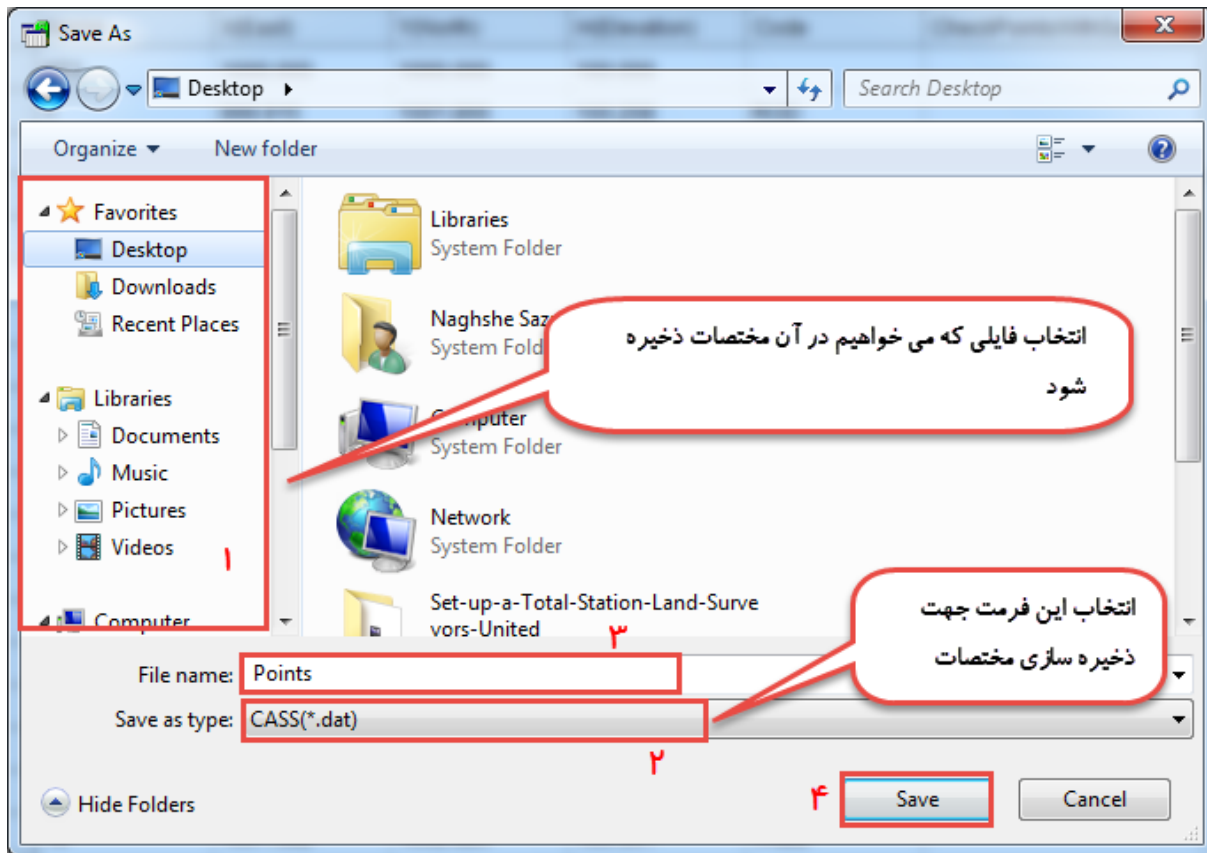 Save As
Desktop
Search Desktop
Organize
New folder
Favorites
Desktop
Downloads
Recent Places
Libraries
Documents
Music
Pictures
Videos
۱
Computer
Libraries
System Folder
Naghshe Saz
System Fold
Computer
System Folder
Network
System Folder
Set-up-a-Total-Station-Land-Surve
yors-United
انتخاب فایلی که می خواهیم در آن مختصات ذخیره
شود
انتخاب این فرمت جهت
ذخیره سازی مختصات
۳
File name: Points
Save as type: CASS(*.dat)
۲
Hide Folders
۴
Save
Cancel